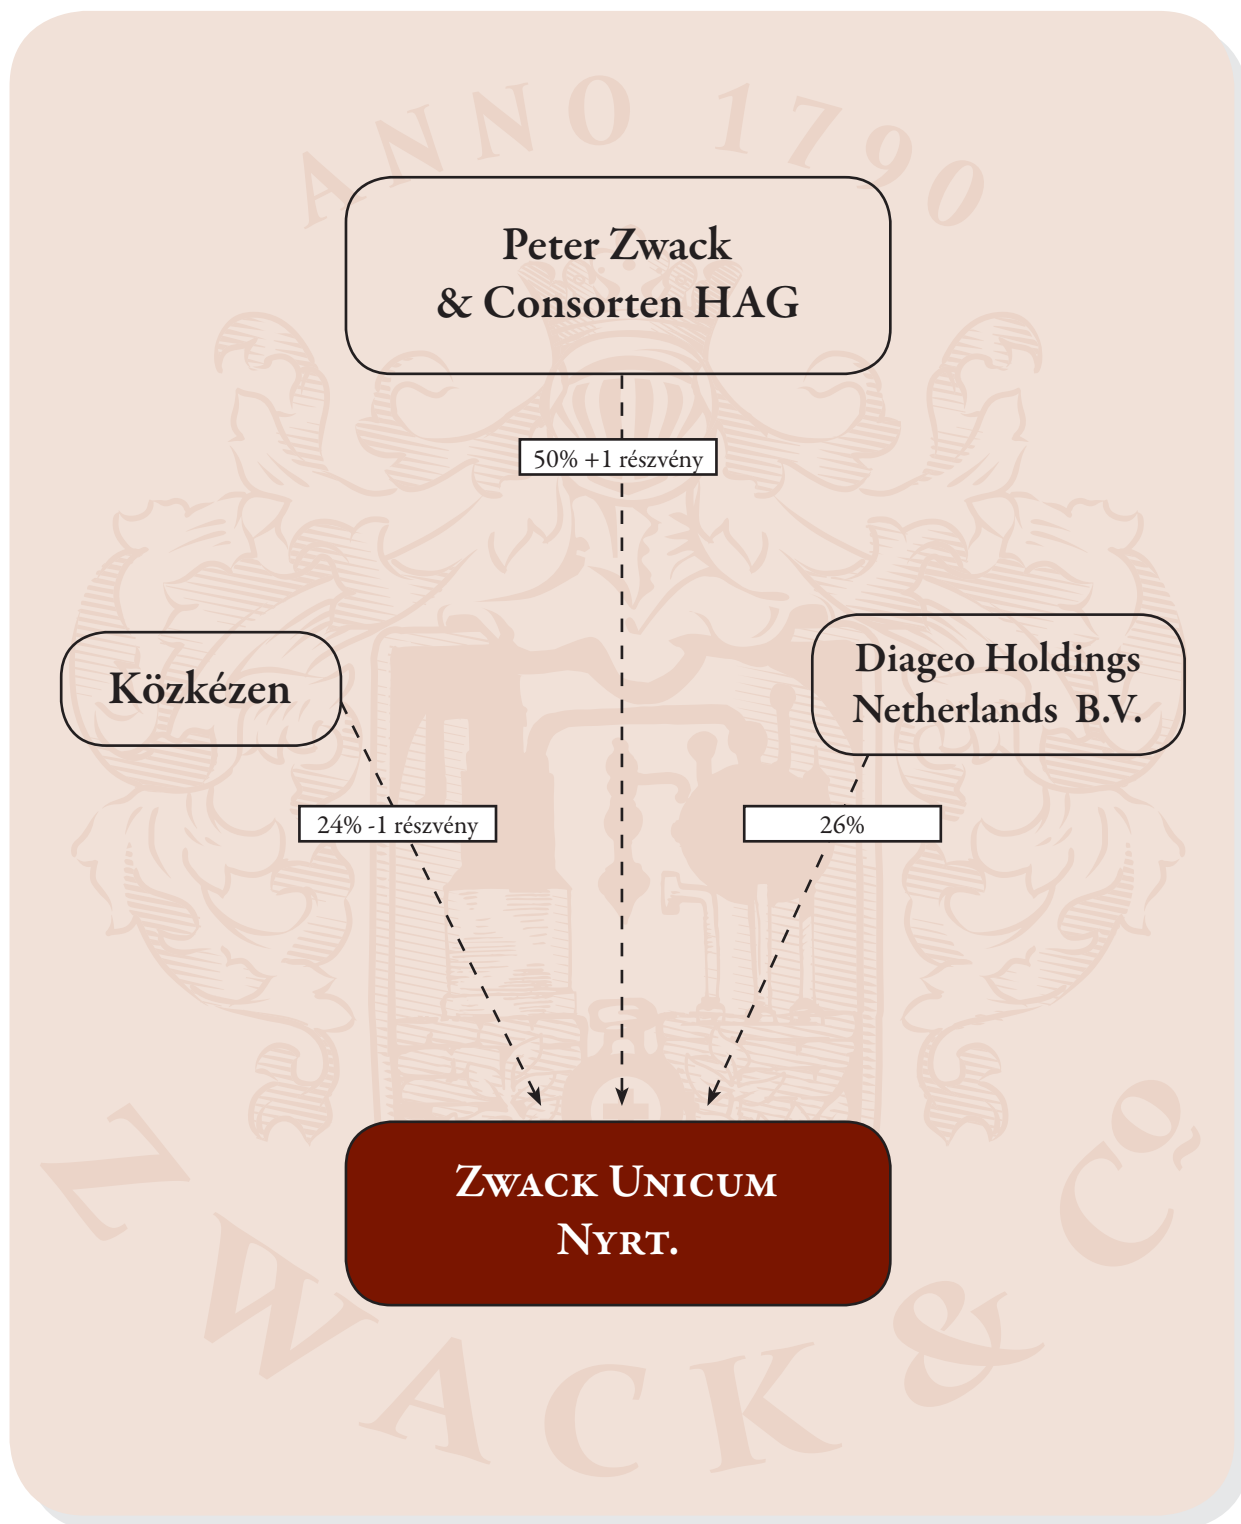 ANNO 1790
Peter Zwack
& Consorten HAG
50% +1 részvény
Közkézen
Diageo Holdings
Netherlands B.V.
24% -1 részvény
26%
ZWACK UNICUM
NYRT.
ZWACK & Co